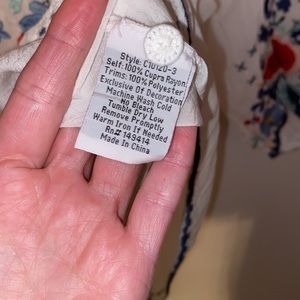 Style: C10120-3
Self: 100% Cupra Rayon
Trims: 100% Polyester
Exclusive Of Decoration
Machine Wash Cold
No Bleach
Tumble Dry Low
Remove Promptly
Warm Iron If Needed
Rn# 149414
Made In China